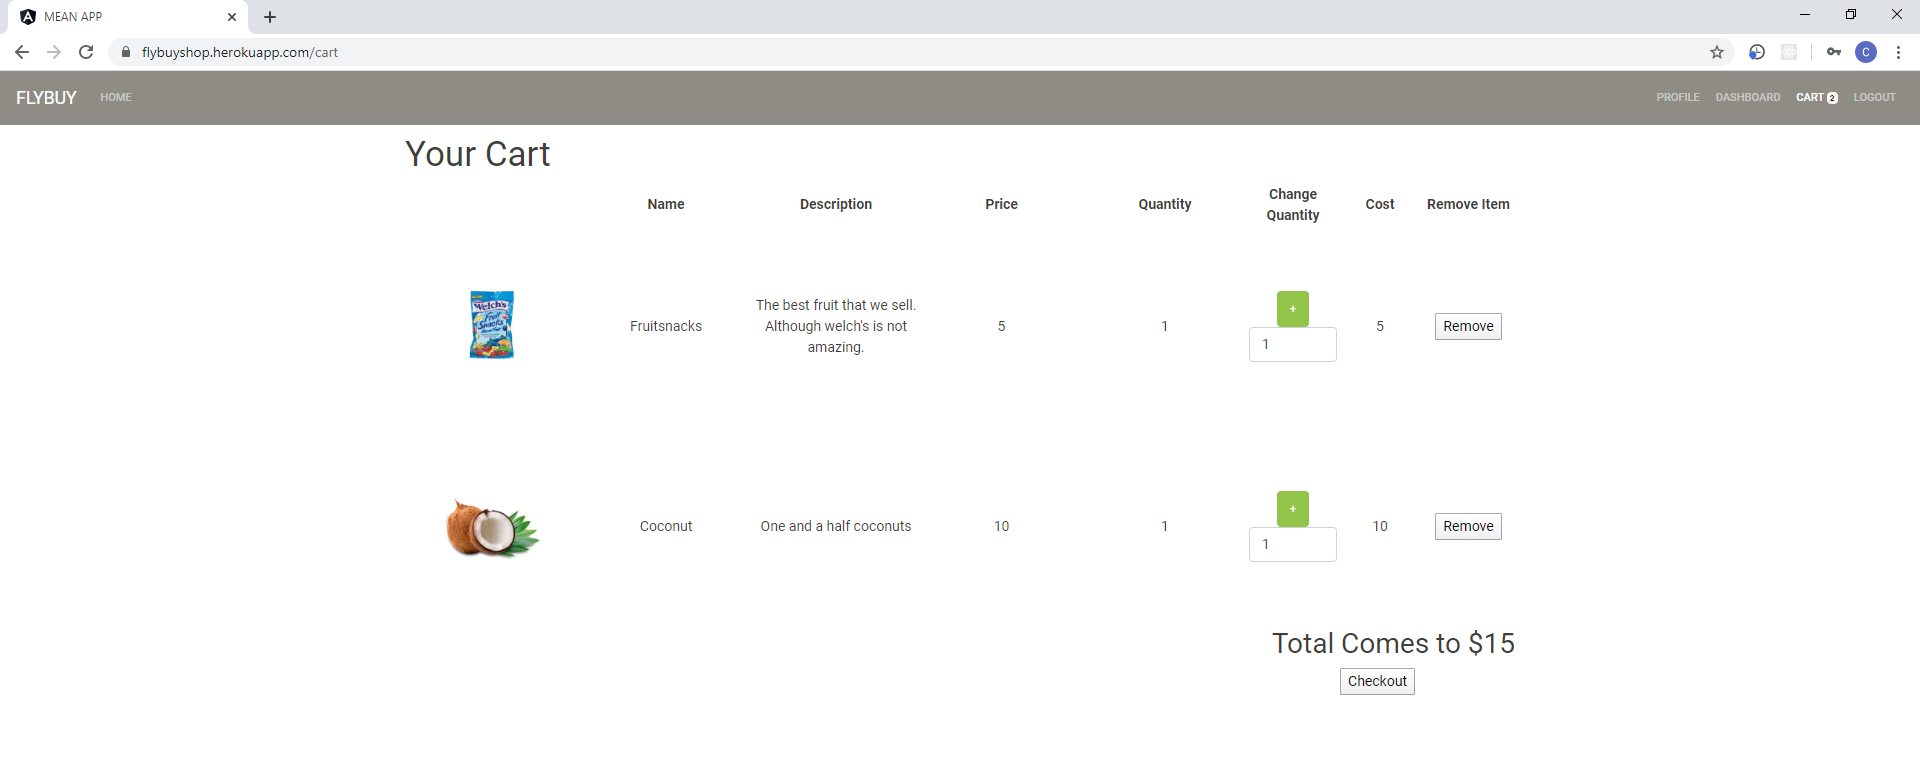 MEAN APP
flybuyshop.herokuapp.com/cart
C
FLYBUY HOME PROFILE DASHBOARD CART 2 LOGOUT
Your Cart
Name Description Price Quantity Change Quantity Cost Remove Item
Welch's
Fruit
Snacks
The best fruit that we sell.
Although welch's is not
amazing.
Fruitsnacks 5 1 + 1 5 Remove
Coconut One and a half coconuts 10 1 + 1 10 Remove
Total Comes to $15
Checkout